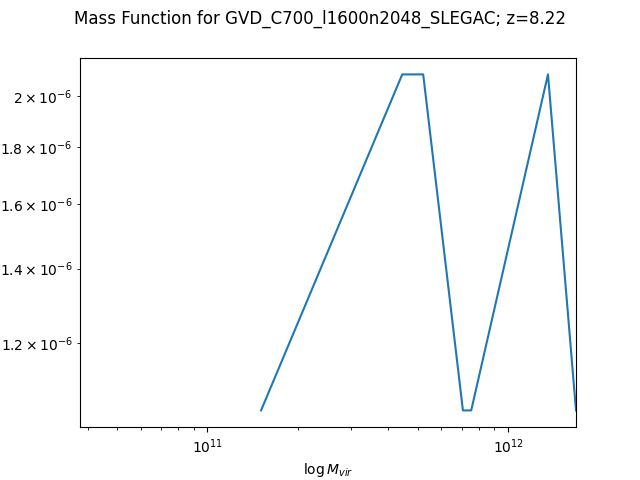 Mass Function for GVD_C700_l1600n2048_SLEGAC; z=8.22
2 × 10⁻⁶
1.8 × 10⁻⁶
1.6 × 10⁻⁶
1.4 × 10⁻⁶
1.2 × 10⁻⁶
10¹¹ 10¹²
log M_vir